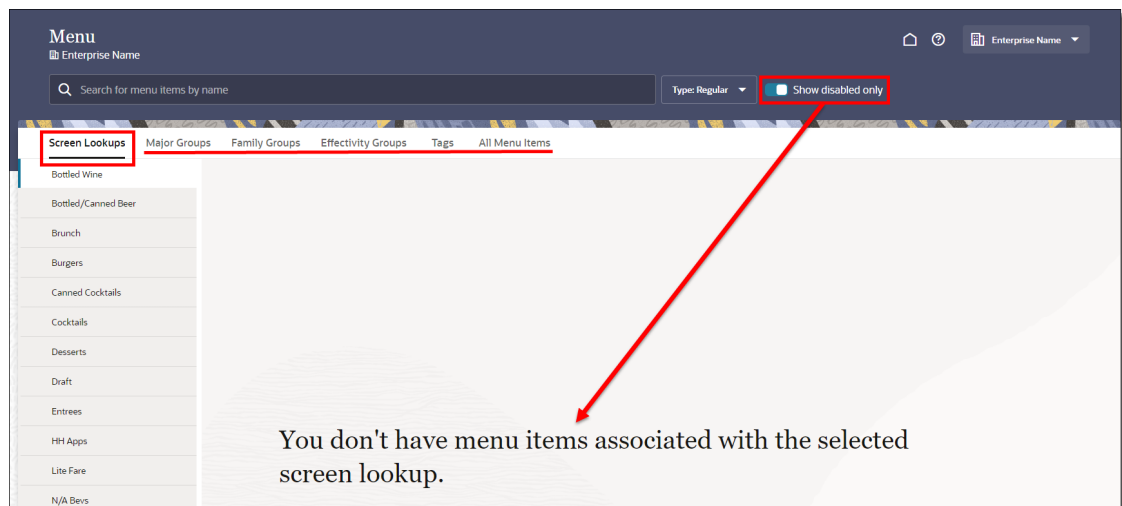 Menu
Enterprise Name
Enterprise Name
Search for menu items by name
Type: Regular
Show disabled only
Screen Lookups Major Groups Family Groups Effectivity Groups Tags All Menu Items
Bottled Wine
Bottled/Canned Beer
Brunch
Burgers
Canned Cocktails
Cocktails
Desserts
Draft
Entrees
HH Apps
Lite Fare
N/A Bevs
You don't have menu items associated with the selected
screen lookup.